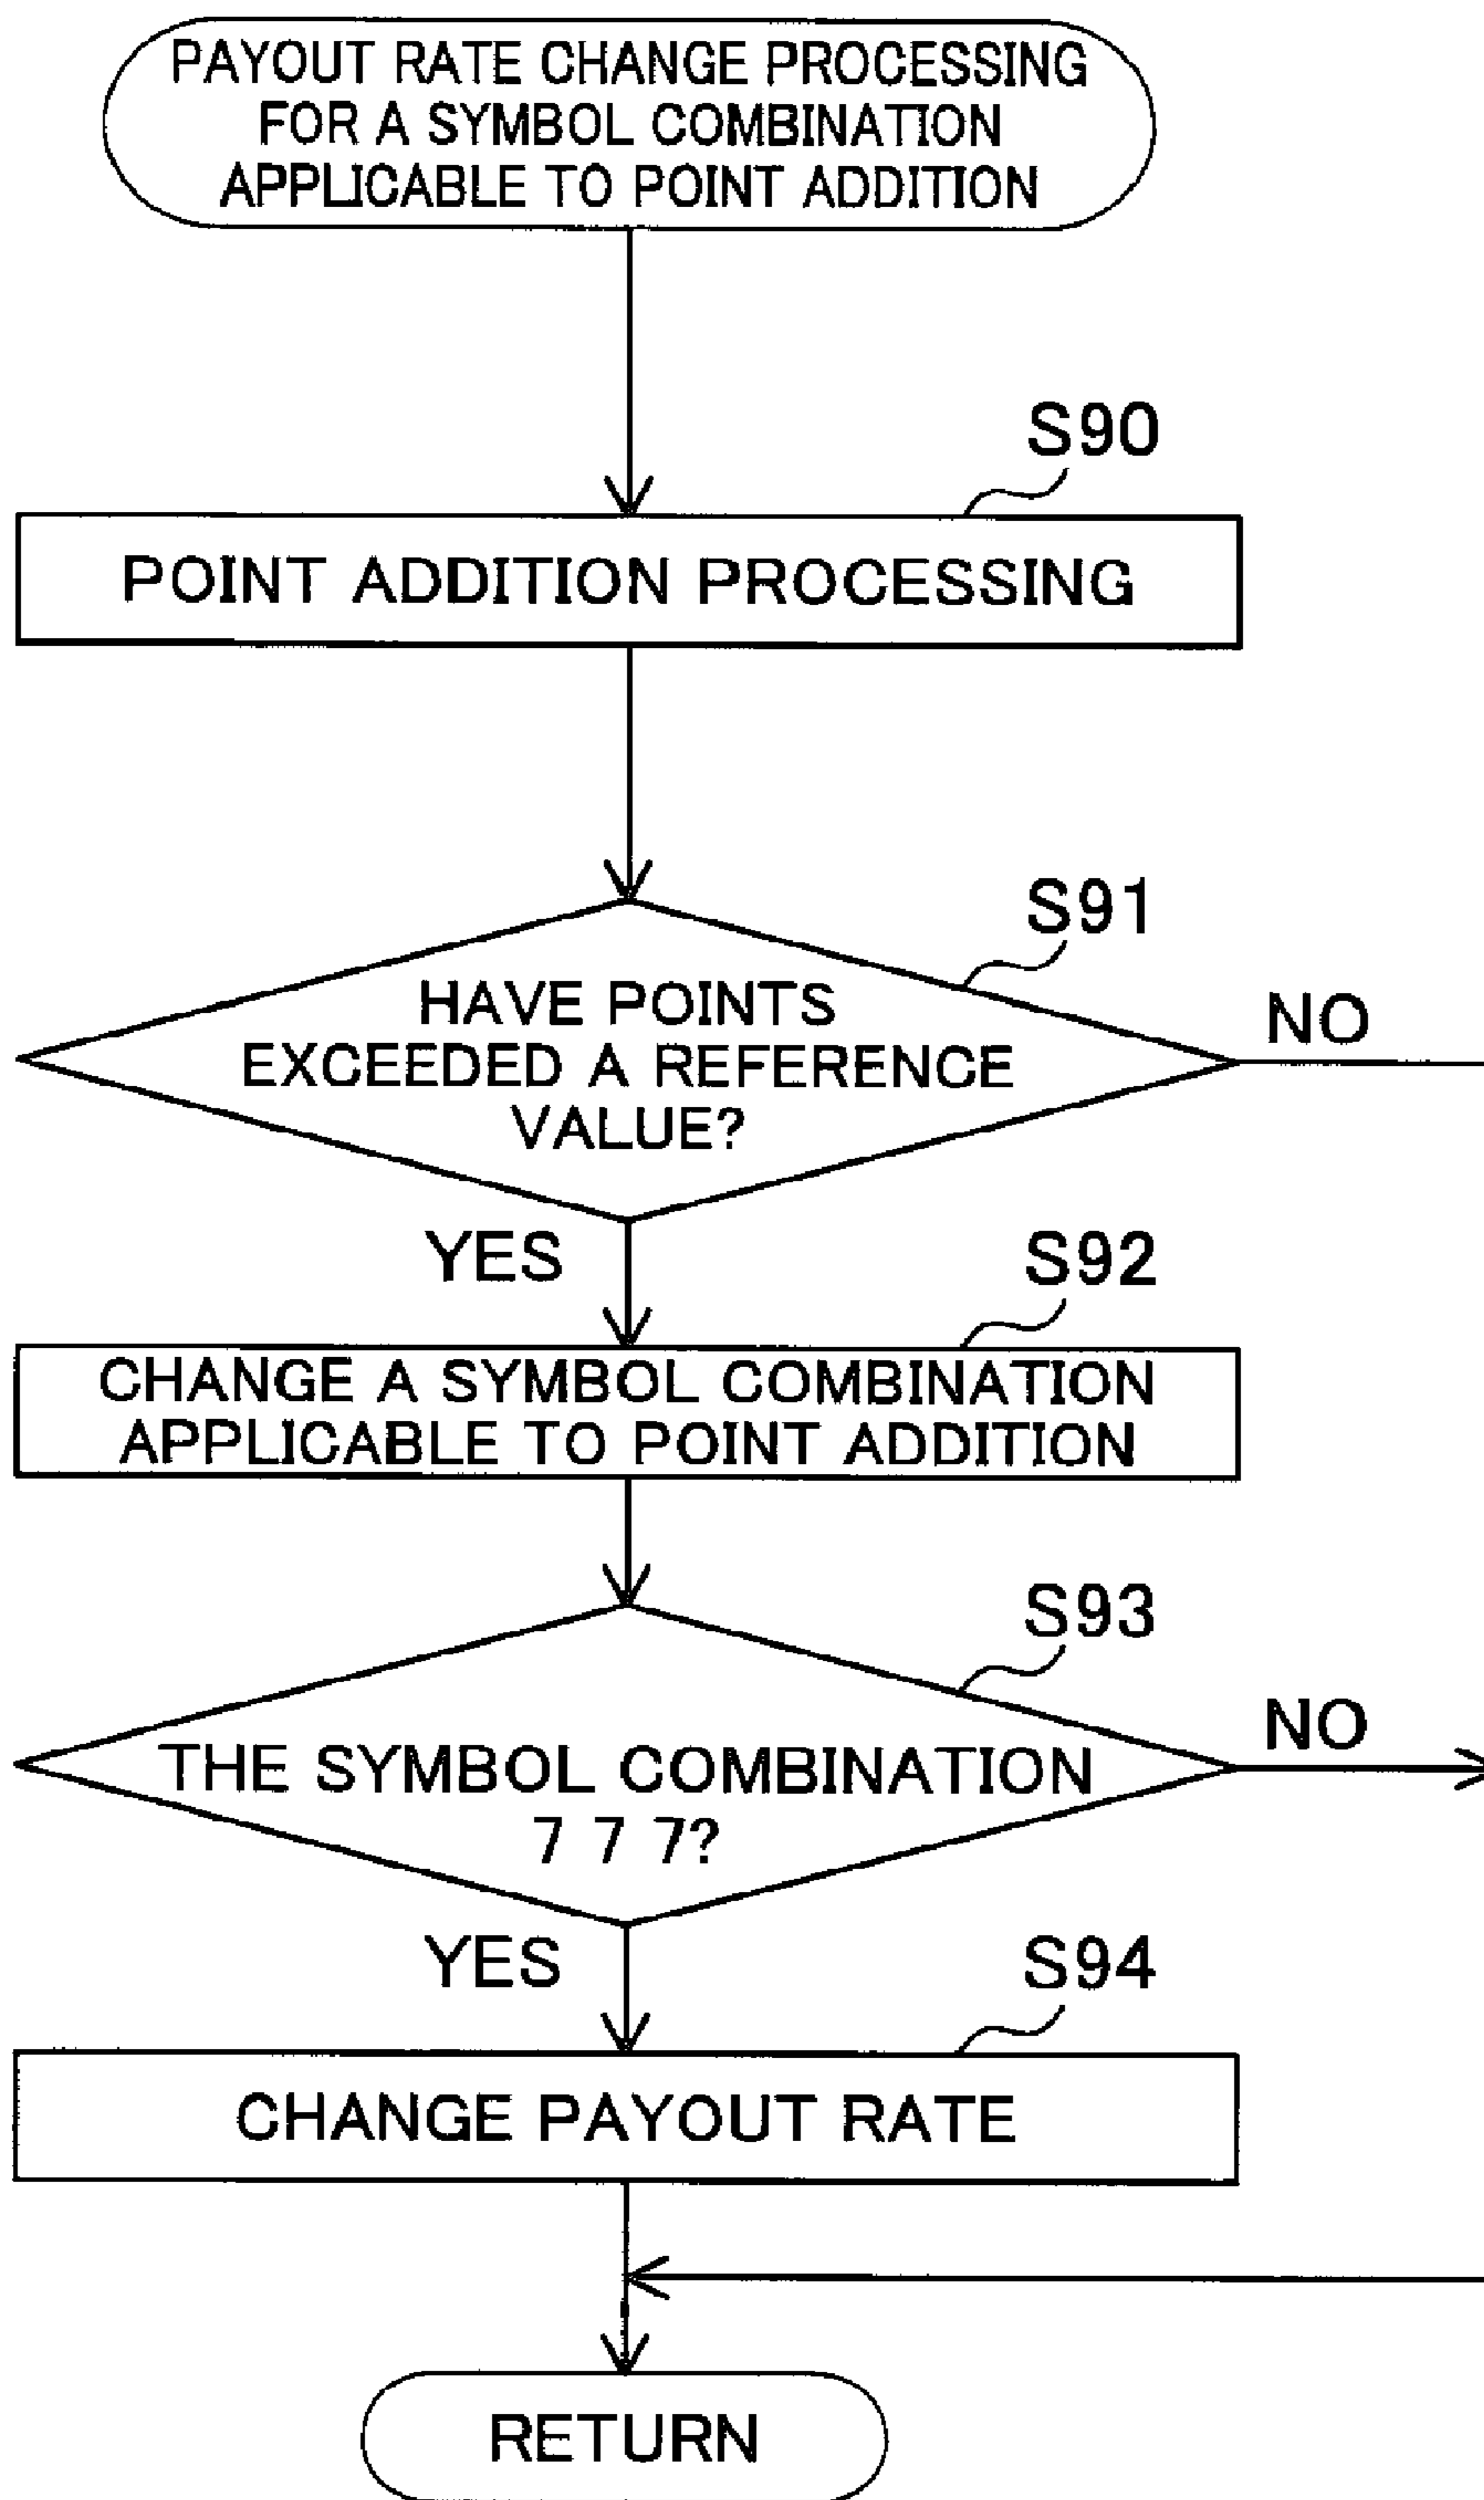 PAYOUT RATE CHANGE PROCESSING
FOR A SYMBOL COMBINATION
APPLICABLE TO POINT ADDITION
S90
POINT ADDITION PROCESSING
S91
HAVE POINTS
EXCEEDED A REFERENCE
VALUE?
NO
YES
S92
CHANGE A SYMBOL COMBINATION
APPLICABLE TO POINT ADDITION
S93
THE SYMBOL COMBINATION
7 7 7?
NO
YES
S94
CHANGE PAYOUT RATE
RETURN